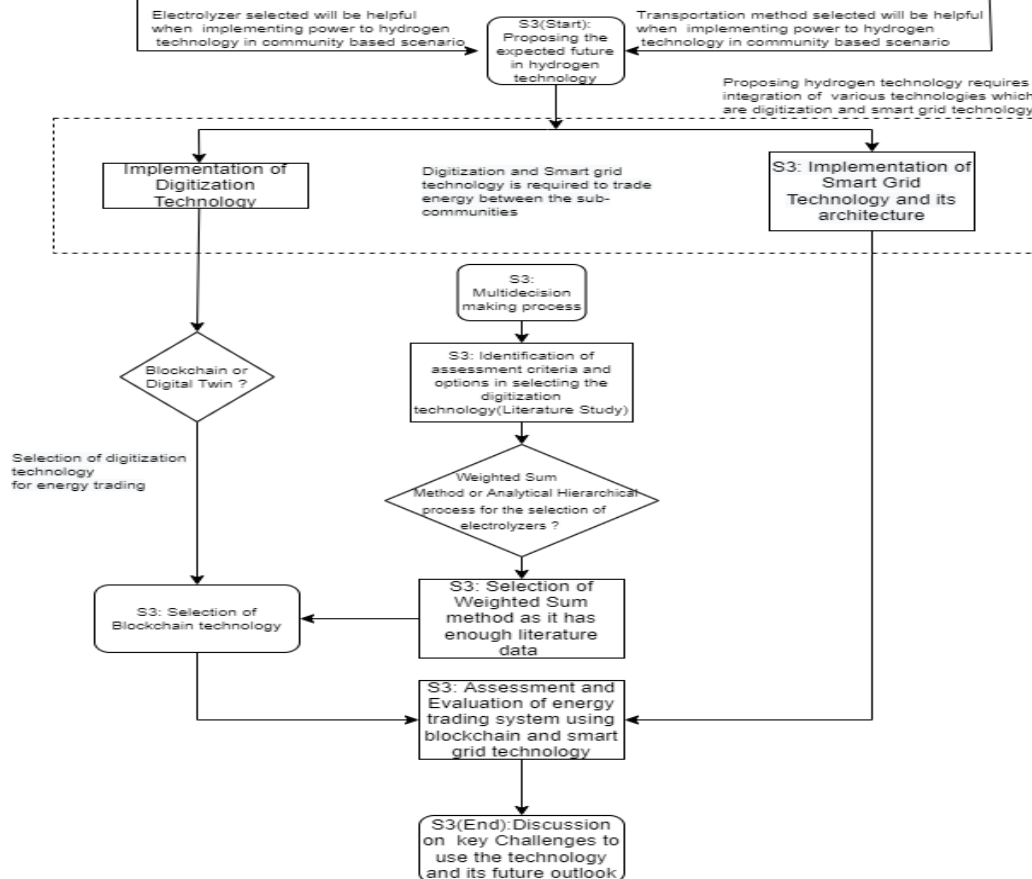 Electrolyzer selected will be helpful
when implementing power to hydrogen
technology in community based scenario
S3(Start):
Proposing the
expected future
in hydrogen
technology
Transportation method selected will be helpful
when implementing power to hydrogen
technology in community based scenario
Proposing hydrogen technology requires
integration of various technologies which
are digitization and smart grid technology
Implementation of
Digitization
Technology
Digitization and Smart grid
technology is required to trade
energy between the sub-
communities
S3: Implementation of
Smart Grid
Technology and its
architecture
S3:
Multidecision
making process
Blockchain or
Digital Twin ?
S3: Identification of
assessment criteria and
options in selecting the
digitization
technology(Literature Study)
Selection of digitization
technology
for energy trading
Weighted Sum
Method or Analytical Hierarchical
process for the selection of
electrolyzers ?
S3: Selection of
Blockchain technology
S3: Selection of
Weighted Sum
method as it has
enough literature
data
S3: Assessment and
Evaluation of energy
trading system using
blockchain and smart
grid technology
S3(End):Discussion
on key Challenges to
use the technology
and its future outlook